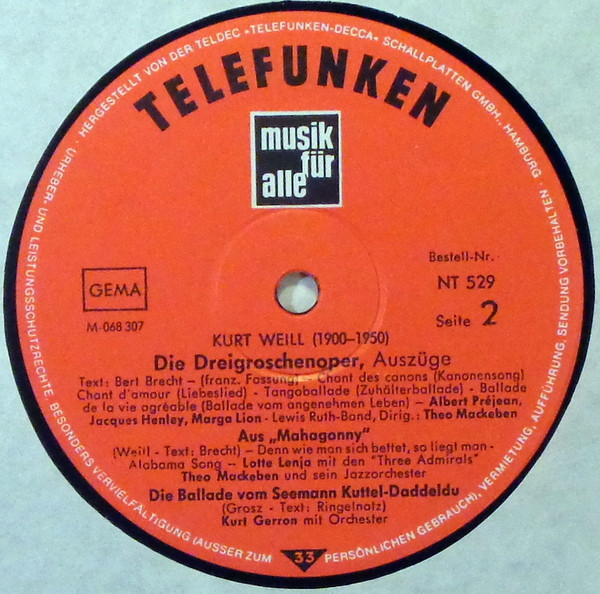 · HERGESTELLT VON DER TELDEC »TELEFUNKEN-DECCA« SCHALLPLATTEN GMBH., HAMBURG · URHEBER- UND LEISTUNGSSCHUTZRECHTE, BESONDERS VERVIELFÄLTIGUNG (AUSSER ZUM PERSÖNLICHEN GEBRAUCH), VERMIETUNG, AUFFÜHRUNG, SENDUNG VORBEHALTEN
TELEFUNKEN
musik
für
alle
GEMA
M-068 307
Bestell-Nr.
NT 529
Seite 2
KURT WEILL (1900-1950)
Die Dreigroschenoper, Auszüge
Text: Bert Brecht - (franz. Fassung) - Chant des canons (Kanonensong)
Chant d'amour (Liebeslied) - Tangoballade (Zuhälterballade) - Ballade
de la vie agréable (Ballade vom angenehmen Leben) - Albert Préjean,
Jacques Henley, Marga Lion - Lewis Ruth-Band, Dirig.: Theo Mackeben
Aus „Mahagonny"
(Weill - Text: Brecht) - Denn wie man sich bettet, so liegt man -
Alabama Song - Lotte Lenja mit den "Three Admirals"
Theo Mackeben und sein Jazzorchester
Die Ballade vom Seemann Kuttel-Daddeldu
(Grosz - Text: Ringelnatz)
Kurt Gerron mit Orchester
33